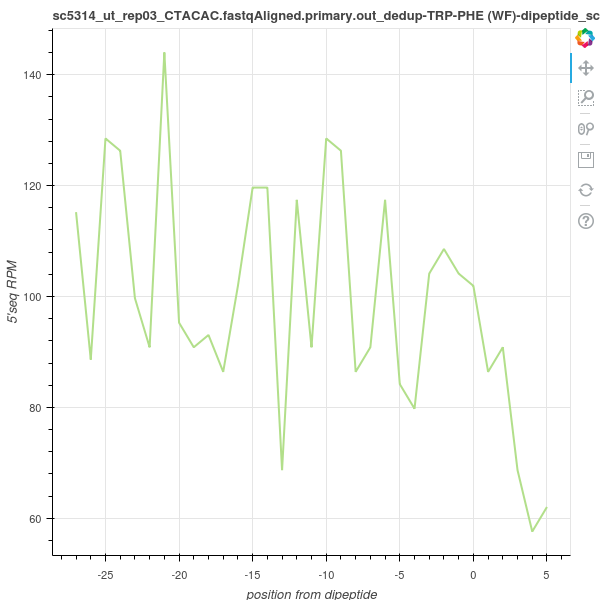 sc5314_ut_rep03_CTACAC.fastqAligned.primary.out_dedup-TRP-PHE (WF)-dipeptide_sc
140
120
100
80
60
5'seq RPM
-25 -20 -15 -10 -5 0 5
position from dipeptide